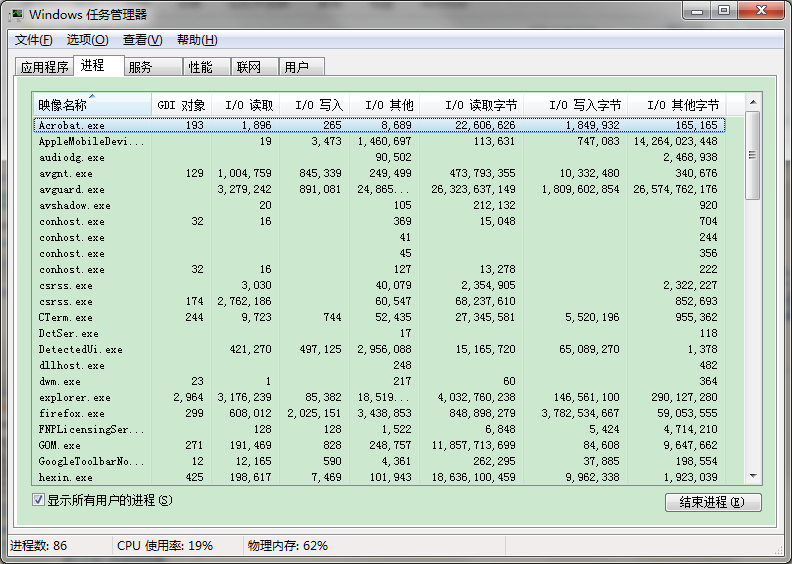 Windows 任务管理器
文件(F) 选项(O) 查看(V) 帮助(H)
应用程序 进程 服务 性能 联网 用户
映像名称 GDI 对象 I/O 读取 I/O 写入 I/O 其他 I/O 读取字节 I/O 写入字节 I/O 其他字节
Acrobat.exe 193 1,896 265 8,689 22,606,626 1,849,932 165,165
AppleMobileDevi... 19 3,473 1,460,697 113,631 747,083 14,264,023,448
audiodg.exe 90,502 2,468,938
avgnt.exe 129 1,004,759 845,339 249,499 473,793,355 10,332,480 340,676
avguard.exe 3,279,242 891,081 24,865... 26,323,637,149 1,809,602,854 26,574,762,176
avshadow.exe 20 105 212,132 920
conhost.exe 32 16 369 15,048 704
conhost.exe 41 244
conhost.exe 45 356
conhost.exe 32 16 127 13,278 222
csrss.exe 3,030 40,079 2,354,905 2,322,227
csrss.exe 174 2,762,186 60,547 68,237,610 852,693
CTerm.exe 244 9,723 744 52,435 27,345,581 5,520,196 955,362
DctSer.exe 17 118
DetectedUi.exe 421,270 497,125 2,956,088 15,165,720 65,089,270 1,378
dllhost.exe 248 482
dwm.exe 23 1 217 60 364
explorer.exe 2,964 3,176,239 85,382 18,519... 4,032,760,238 146,561,100 290,127,280
firefox.exe 299 608,012 2,025,151 3,438,853 848,898,279 3,782,534,667 59,053,555
FNPLicensingSer... 128 128 1,522 6,848 5,424 4,714,210
GOM.exe 271 191,469 828 248,757 11,857,713,699 84,608 9,647,662
GoogleToolbarNo... 12 12,165 590 4,361 262,295 37,885 198,554
hexin.exe 425 198,617 7,469 101,943 18,636,100,459 9,962,338 1,923,039
显示所有用户的进程(S) 结束进程(E)
进程数: 86 CPU 使用率: 19% 物理内存: 62%